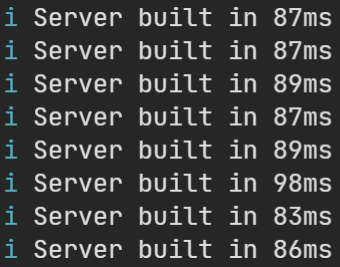 i Server built in 87ms
i Server built in 87ms
i Server built in 89ms
i Server built in 87ms
i Server built in 89ms
i Server built in 98ms
i Server built in 83ms
i Server built in 86ms